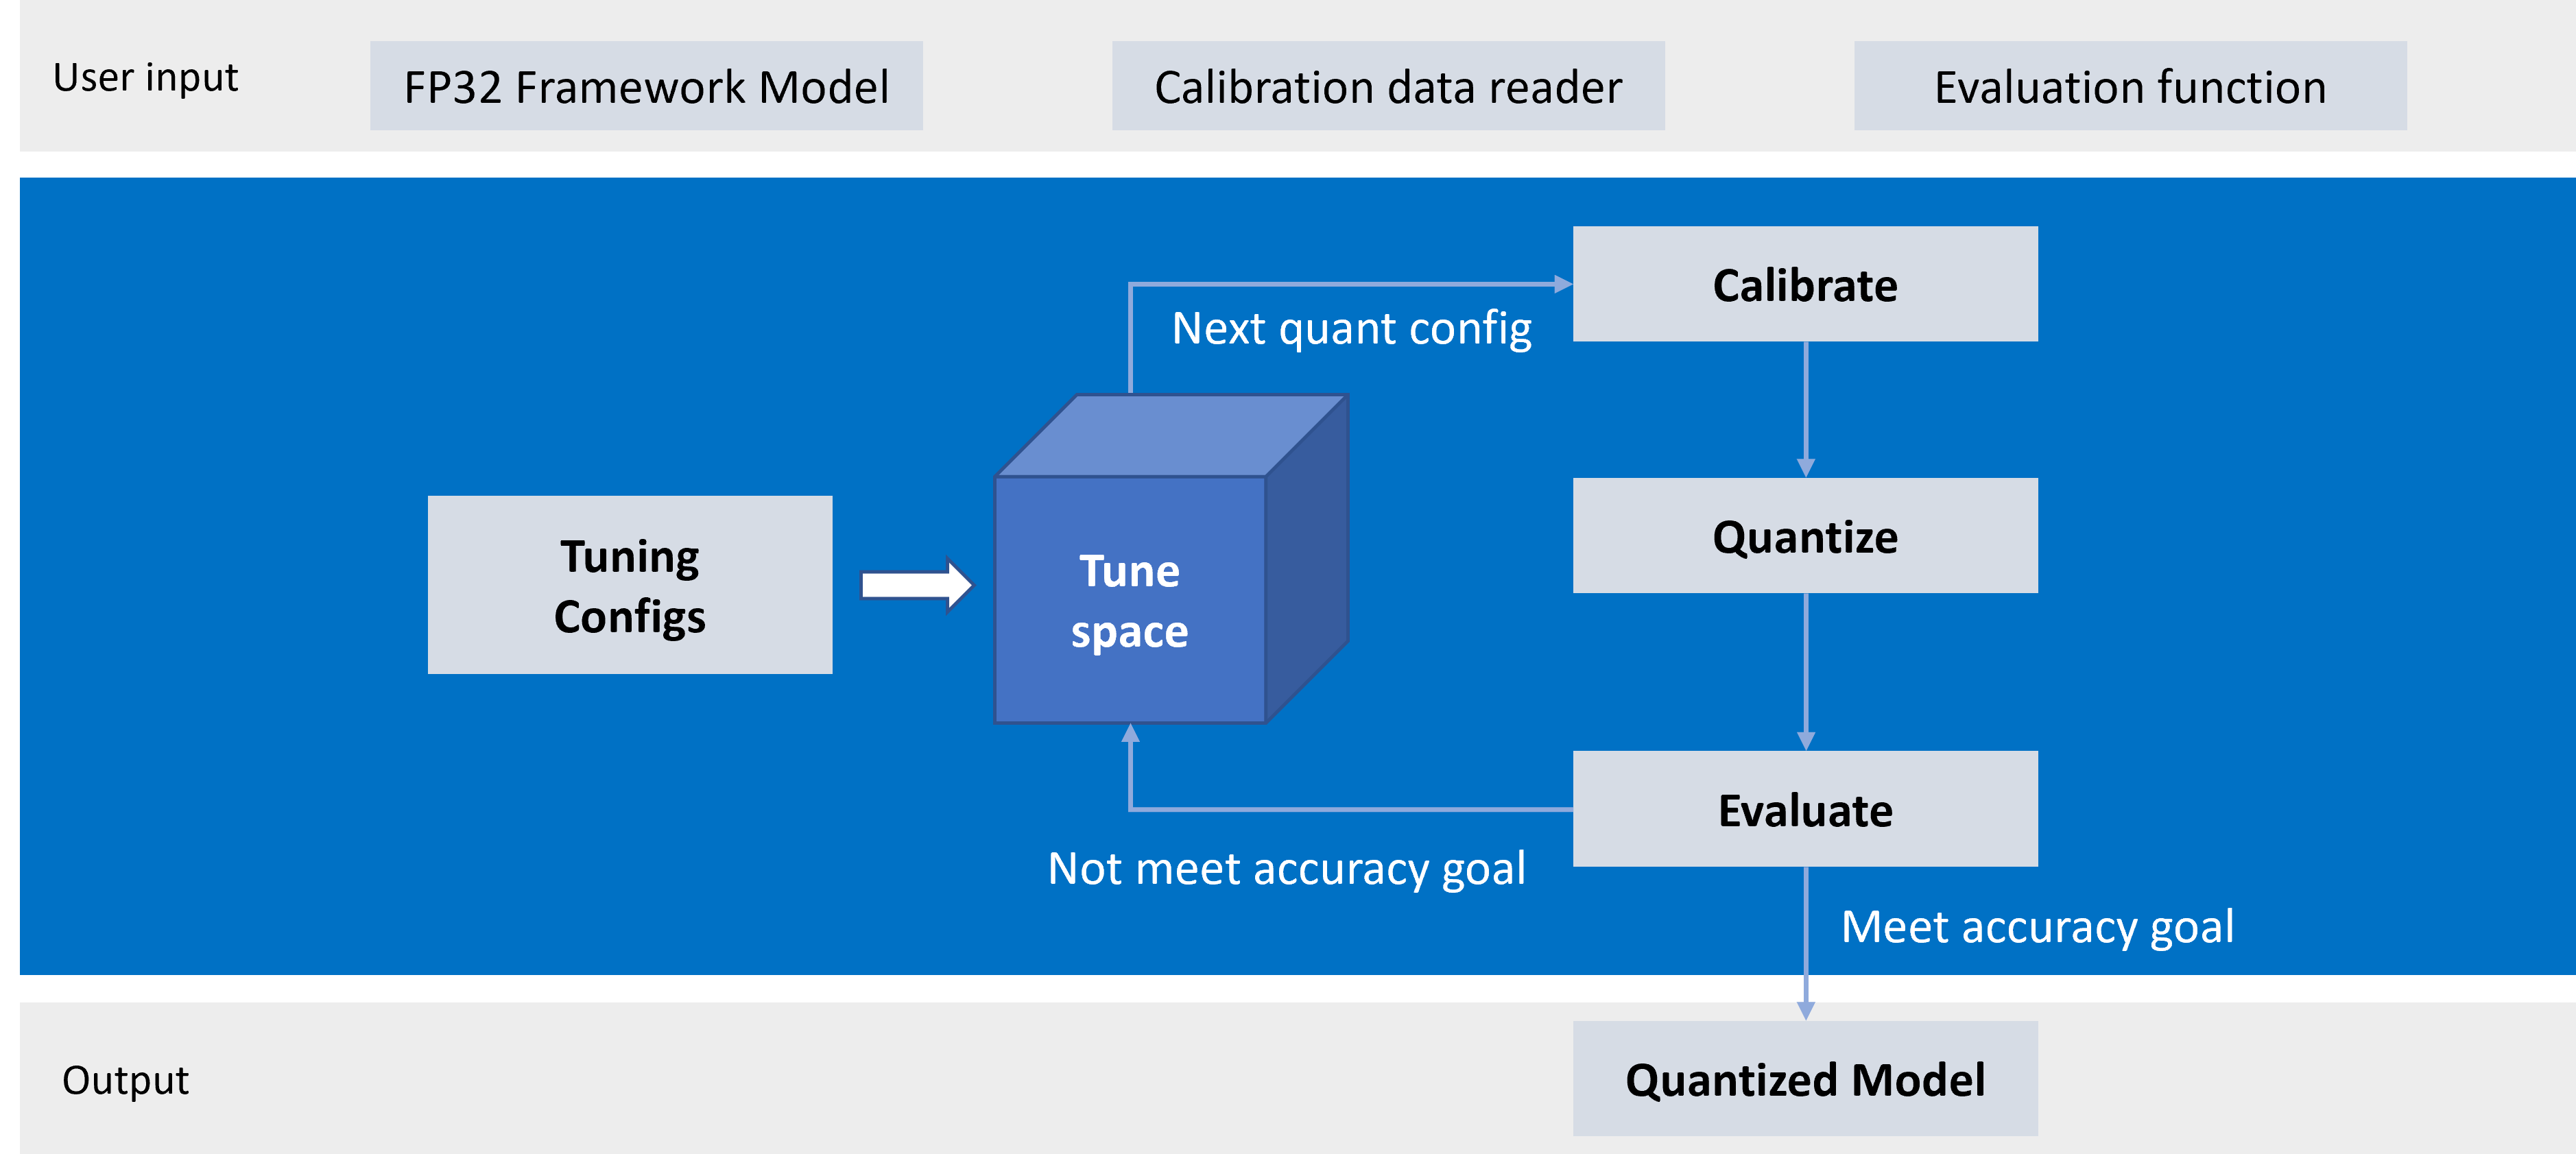 User input
FP32 Framework Model
Calibration data reader
Evaluation function
Calibrate
Next quant config
Quantize
Tuning
Configs
Tune
space
Evaluate
Not meet accuracy goal
Meet accuracy goal
Output
Quantized Model